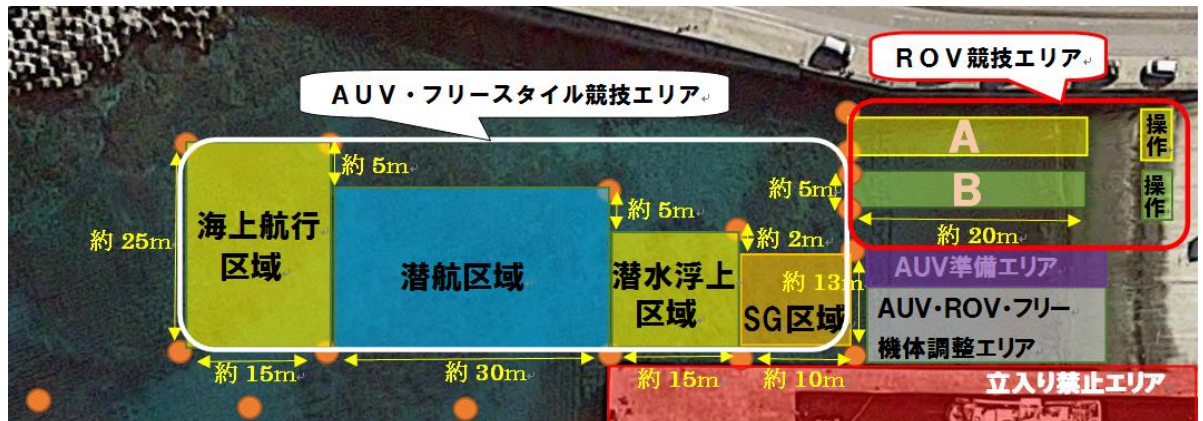 ROV競技エリア
AUV・フリースタイル競技エリア
A
操
作
約 5m
B
操
作
約 5m
約 5m
約 20m
約 2m
約 25m
海上航行
区域
潜航区域
潜水浮上
区域
約 13m
SG区域
AUV準備エリア
AUV・ROV・フリー
機体調整エリア
約 15m
約 30m
約 15m
約 10m
立入り禁止エリア